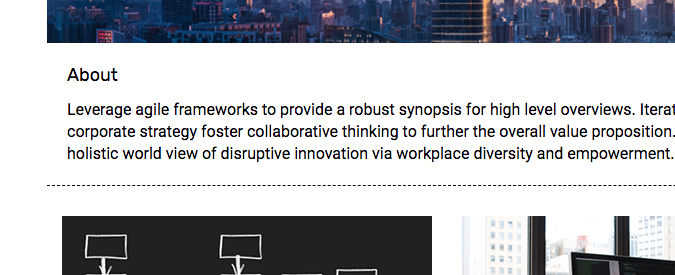 About
Leverage agile frameworks to provide a robust synopsis for high level overviews.
corporate strategy foster collaborative thinking to further the overall value proposition.
holistic world view of disruptive innovation via workplace diversity and empowerment.